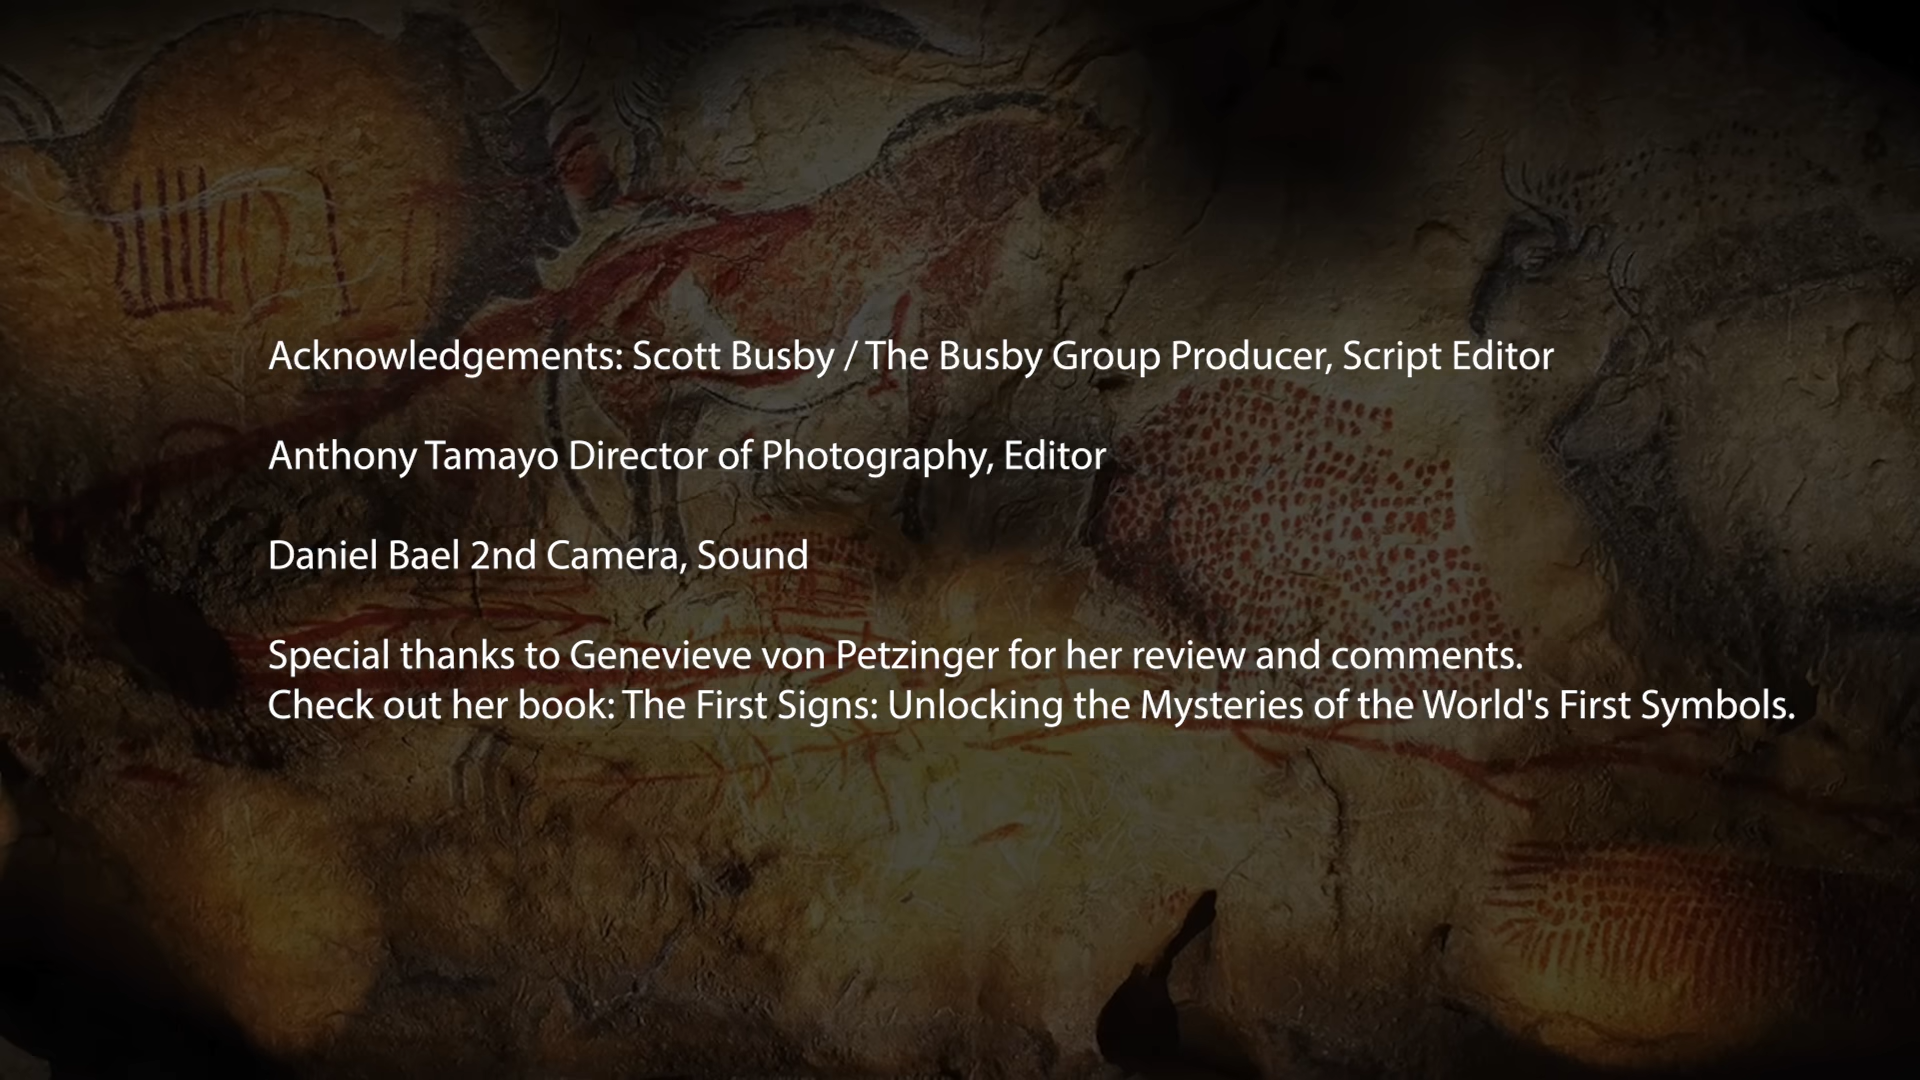 Acknowledgements: Scott Busby / The Busby Group Producer, Script Editor
Anthony Tamayo Director of Photography, Editor
Daniel Bael 2nd Camera, Sound
Special thanks to Genevieve von Petzinger for her review and comments.
Check out her book: The First Signs: Unlocking the Mysteries of the World's First Symbols.